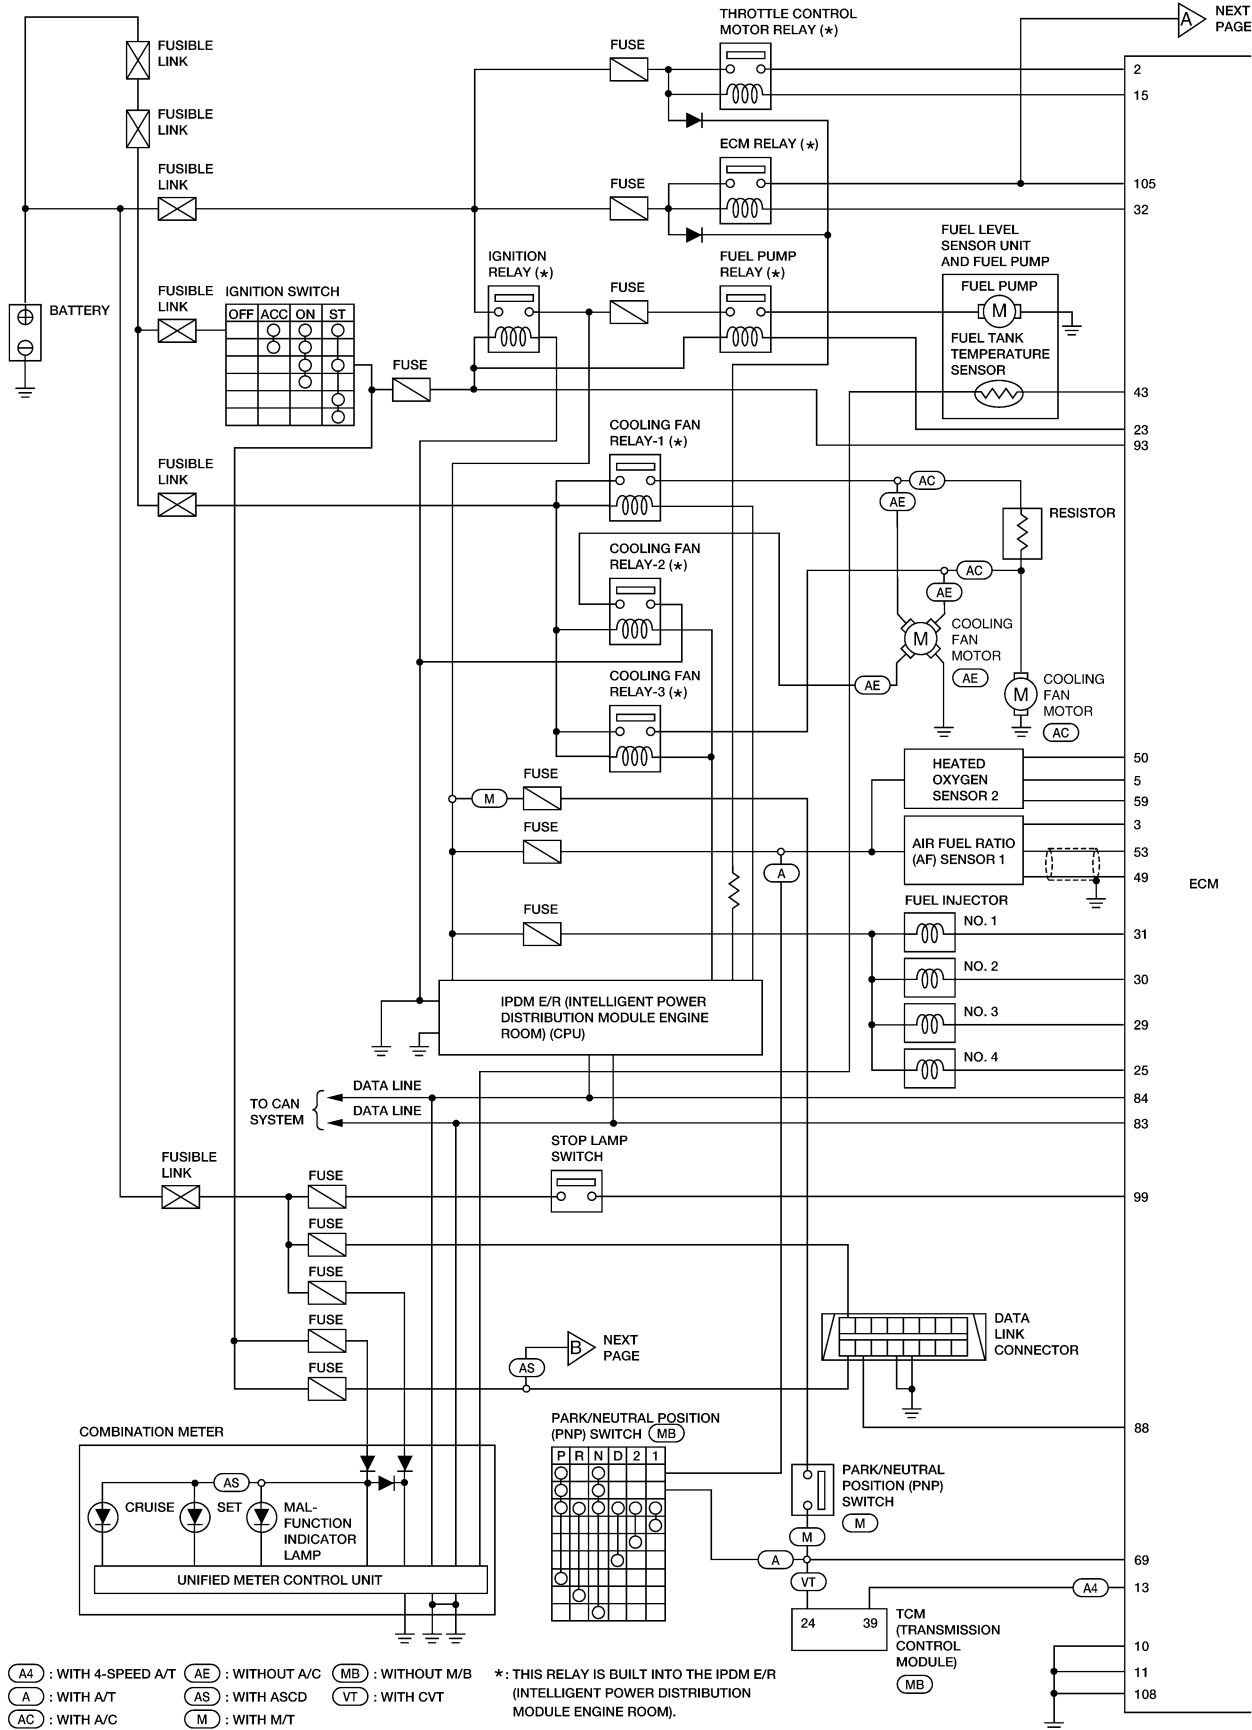 THROTTLE CONTROL
MOTOR RELAY (*)
A
NEXT
PAGE
FUSIBLE
LINK
FUSE
2
15
FUSIBLE
LINK
ECM RELAY (*)
FUSIBLE
LINK
FUSE
105
32
FUEL LEVEL
SENSOR UNIT
AND FUEL PUMP
IGNITION
RELAY (*)
FUEL PUMP
RELAY (*)
FUSE
FUEL PUMP
M
BATTERY
FUSIBLE
LINK
IGNITION SWITCH
OFF ACC ON ST
FUEL TANK
TEMPERATURE
SENSOR
FUSE
43
23
93
COOLING FAN
RELAY-1 (*)
FUSIBLE
LINK
AC
AE
RESISTOR
COOLING FAN
RELAY-2 (*)
AC
AE
M
COOLING
FAN
MOTOR
AE
AE
COOLING FAN
RELAY-3 (*)
M
COOLING
FAN
MOTOR
AC
FUSE
M
HEATED
OXYGEN
SENSOR 2
50
5
59
FUSE
A
AIR FUEL RATIO
(AF) SENSOR 1
3
53
49
ECM
FUSE
FUEL INJECTOR
NO. 1
31
NO. 2
30
NO. 3
29
NO. 4
25
IPDM E/R (INTELLIGENT POWER
DISTRIBUTION MODULE ENGINE
ROOM) (CPU)
TO CAN
SYSTEM
DATA LINE
84
DATA LINE
83
STOP LAMP
SWITCH
FUSIBLE
LINK
FUSE
99
FUSE
FUSE
FUSE
FUSE
B
NEXT
PAGE
AS
DATA
LINK
CONNECTOR
88
COMBINATION METER
AS
CRUISE
SET
MAL-
FUNCTION
INDICATOR
LAMP
UNIFIED METER CONTROL UNIT
PARK/NEUTRAL POSITION
(PNP) SWITCH MB
P R N D 2 1
PARK/NEUTRAL
POSITION (PNP)
SWITCH
M
M
A
69
VT
A4
13
24 39
TCM
(TRANSMISSION
CONTROL
MODULE)
MB
10
11
108
A4 : WITH 4-SPEED A/T
AE : WITHOUT A/C
MB : WITHOUT M/B
A : WITH A/T
AS : WITH ASCD
VT : WITH CVT
AC : WITH A/C
M : WITH M/T
* : THIS RELAY IS BUILT INTO THE IPDM E/R
(INTELLIGENT POWER DISTRIBUTION
MODULE ENGINE ROOM).